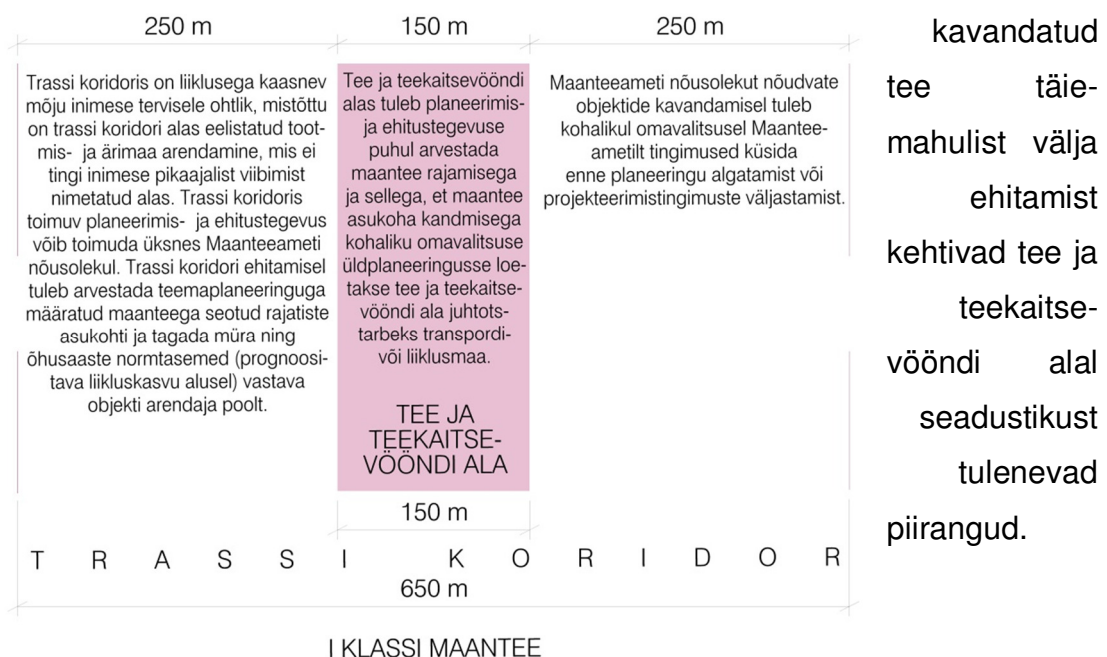 250 m 150 m 250 m
Trassi koridoris on liiklusega kaasnev
mõju inimese tervisele ohtlik, mistõttu
on trassi koridori alas eelistatud toot-
mis- ja ärimaa arendamine, mis ei
tingi inimese pikaajalist viibimist
nimetatud alas. Trassi koridoris
toimuv planeerimis- ja ehitustegevus
võib toimuda üksnes Maanteeameti
nõusolekul. Trassi koridori ehitamisel
tuleb arvestada teemaplaneeringuga
määratud maanteega seotud rajatiste
asukohti ja tagada müra ning
õhusaaste normtasemed (prognoosi-
tava liikluskasvu alusel) vastava
objekti arendaja poolt.
Tee ja teekaitsevööndi
alas tuleb planeerimis-
ja ehitustegevuse
puhul arvestada
maantee rajamisega
ja sellega, et maantee
asukoha kandmisega
kohaliku omavalitsuse
üldplaneeringusse loe-
takse tee ja teekaitse-
vööndi ala juhtots-
tarbeks transpordi-
või liiklusmaa.
TEE JA
TEEKAITSE-
VÖÖNDI ALA
Maanteeameti nõusolekut nõudvate
objektide kavandamisel tuleb
kohalikul omavalitsusel Maantee-
ametilt tingimused küsida
enne planeeringu algatamist või
projekteerimistingimuste väljastamist.
150 m
T R A S S I K O R I D O R
650 m
I KLASSI MAANTEE
kavandatud
tee täie-
mahulist välja
ehitamist
kehtivad tee ja
teekaitse-
vööndi alal
seadustikust
tulenevad
piirangud.